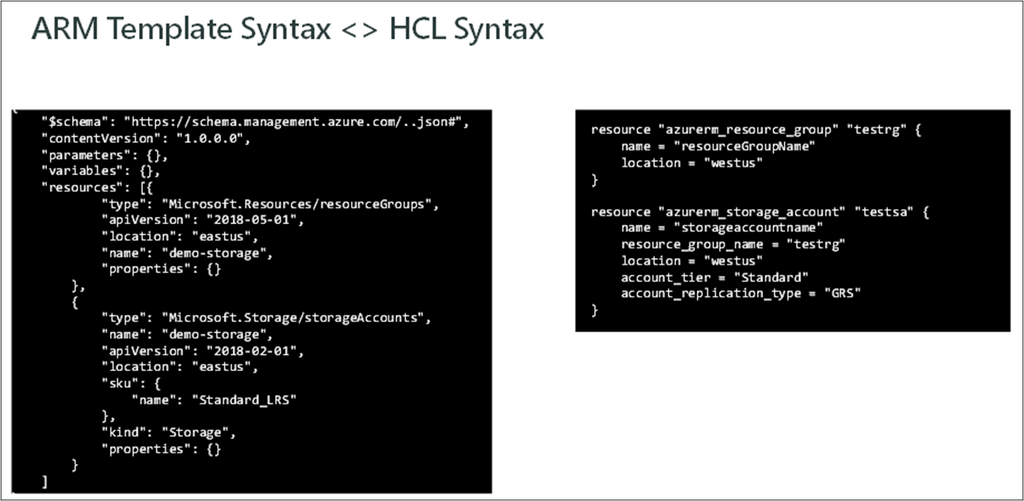 ARM Template Syntax <> HCL Syntax
"$schema": "https://schema.management.azure.com/..json#",
"contentVersion": "1.0.0.0",
"parameters": {},
"variables": {},
"resources": [{
"type": "Microsoft.Resources/resourceGroups",
"apiVersion": "2018-05-01",
"location": "eastus",
"name": "demo-storage",
"properties": {}
},
{
"type": "Microsoft.Storage/storageAccounts",
"name": "demo-storage",
"apiVersion": "2018-02-01",
"location": "eastus",
"sku": {
"name": "Standard_LRS"
},
"kind": "Storage",
"properties": {}
}
]
resource "azurerm_resource_group" "testrg" {
name = "resourceGroupName"
location = "westus"
}
resource "azurerm_storage_account" "testsa" {
name = "storageaccountname"
resource_group_name = "testrg"
location = "westus"
account_tier = "Standard"
account_replication_type = "GRS"
}